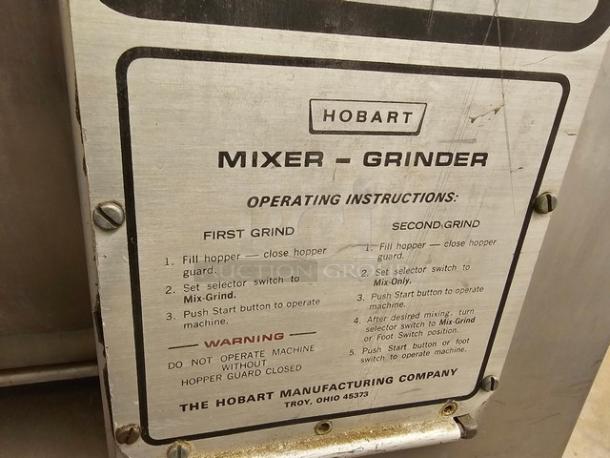 HOBART
MIXER – GRINDER
OPERATING INSTRUCTIONS:
FIRST GRIND
1. Fill hopper — close hopper
guard.
2. Set selector switch to
Mix-Grind.
3. Push Start button to operate
machine.
WARNING
DO NOT OPERATE MACHINE
WITHOUT
HOPPER GUARD CLOSED
SECOND GRIND
1. Fill hopper — close hopper
guard.
2. Set selector switch to
Mix-Only.
3. Push Start button to operate
machine.
4. After desired mixing, turn
selector switch to Mix-Grind
or Foot Switch position.
5. Push Start button or foot
switch to operate machine.
THE HOBART MANUFACTURING COMPANY
TROY, OHIO 45373
AUCTION GROUP